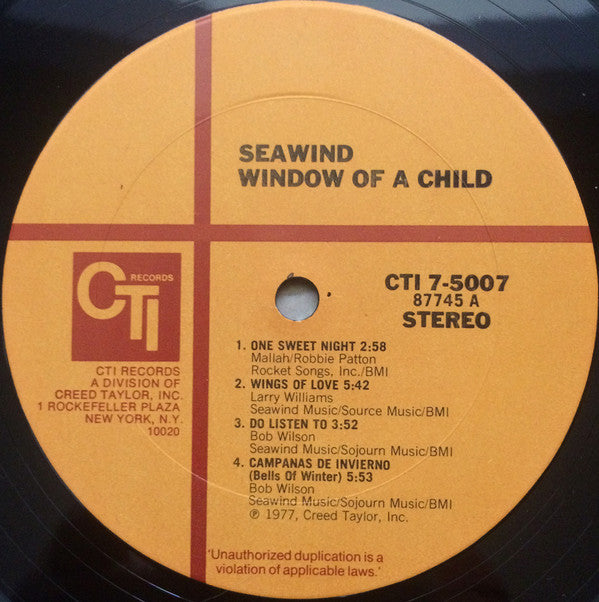 SEAWIND
WINDOW OF A CHILD
CTI RECORDS
CTI RECORDS
A DIVISION OF
CREED TAYLOR, INC.
1 ROCKEFELLER PLAZA
NEW YORK, N.Y.
10020
CTI 7-5007
87745 A
STEREO
1. ONE SWEET NIGHT 2:58
Mallah/Robbie Patton
Rocket Songs, Inc./BMI
2. WINGS OF LOVE 5:42
Larry Williams
Seawind Music/Source Music/BMI
3. DO LISTEN TO 3:52
Bob Wilson
Seawind Music/Sojourn Music/BMI
4. CAMPANAS DE INVIERNO
(Bells Of Winter) 5:53
Bob Wilson
Seawind Music/Sojourn Music/BMI
℗ 1977, Creed Taylor, Inc.
'Unauthorized duplication is a
violation of applicable laws.'